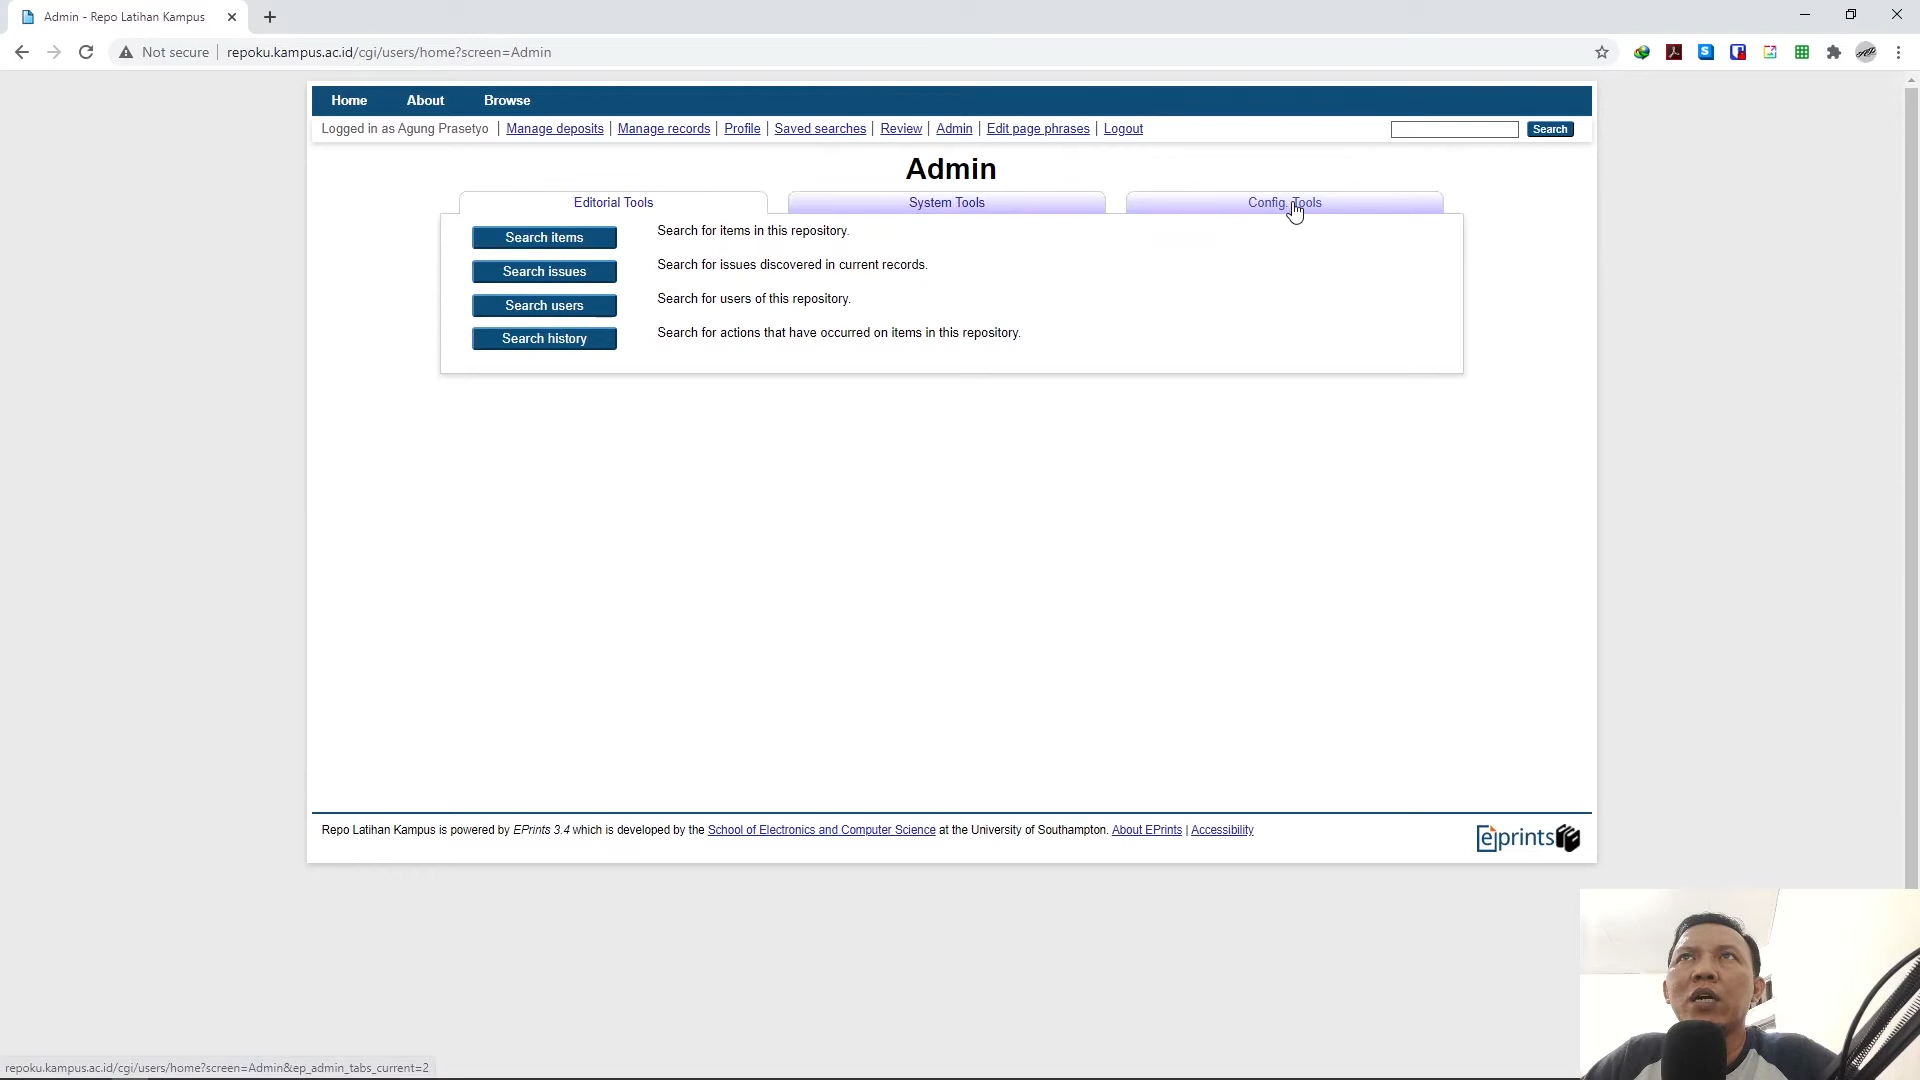 Admin - Repo Latihan Kampus
Not secure | repoku.kampus.ac.id/cgi/users/home?screen=Admin
Home About Browse
Logged in as Agung Prasetyo | Manage deposits | Manage records | Profile | Saved searches | Review | Admin | Edit page phrases | Logout Search
Admin
Editorial Tools System Tools Config. Tools
Search items Search for items in this repository.
Search issues Search for issues discovered in current records.
Search users Search for users of this repository.
Search history Search for actions that have occurred on items in this repository.
Repo Latihan Kampus is powered by EPrints 3.4 which is developed by the School of Electronics and Computer Science at the University of Southampton. About EPrints | Accessibility
eprints
repoku.kampus.ac.id/cgi/users/home?screen=Admin&ep_admin_tabs_current=2